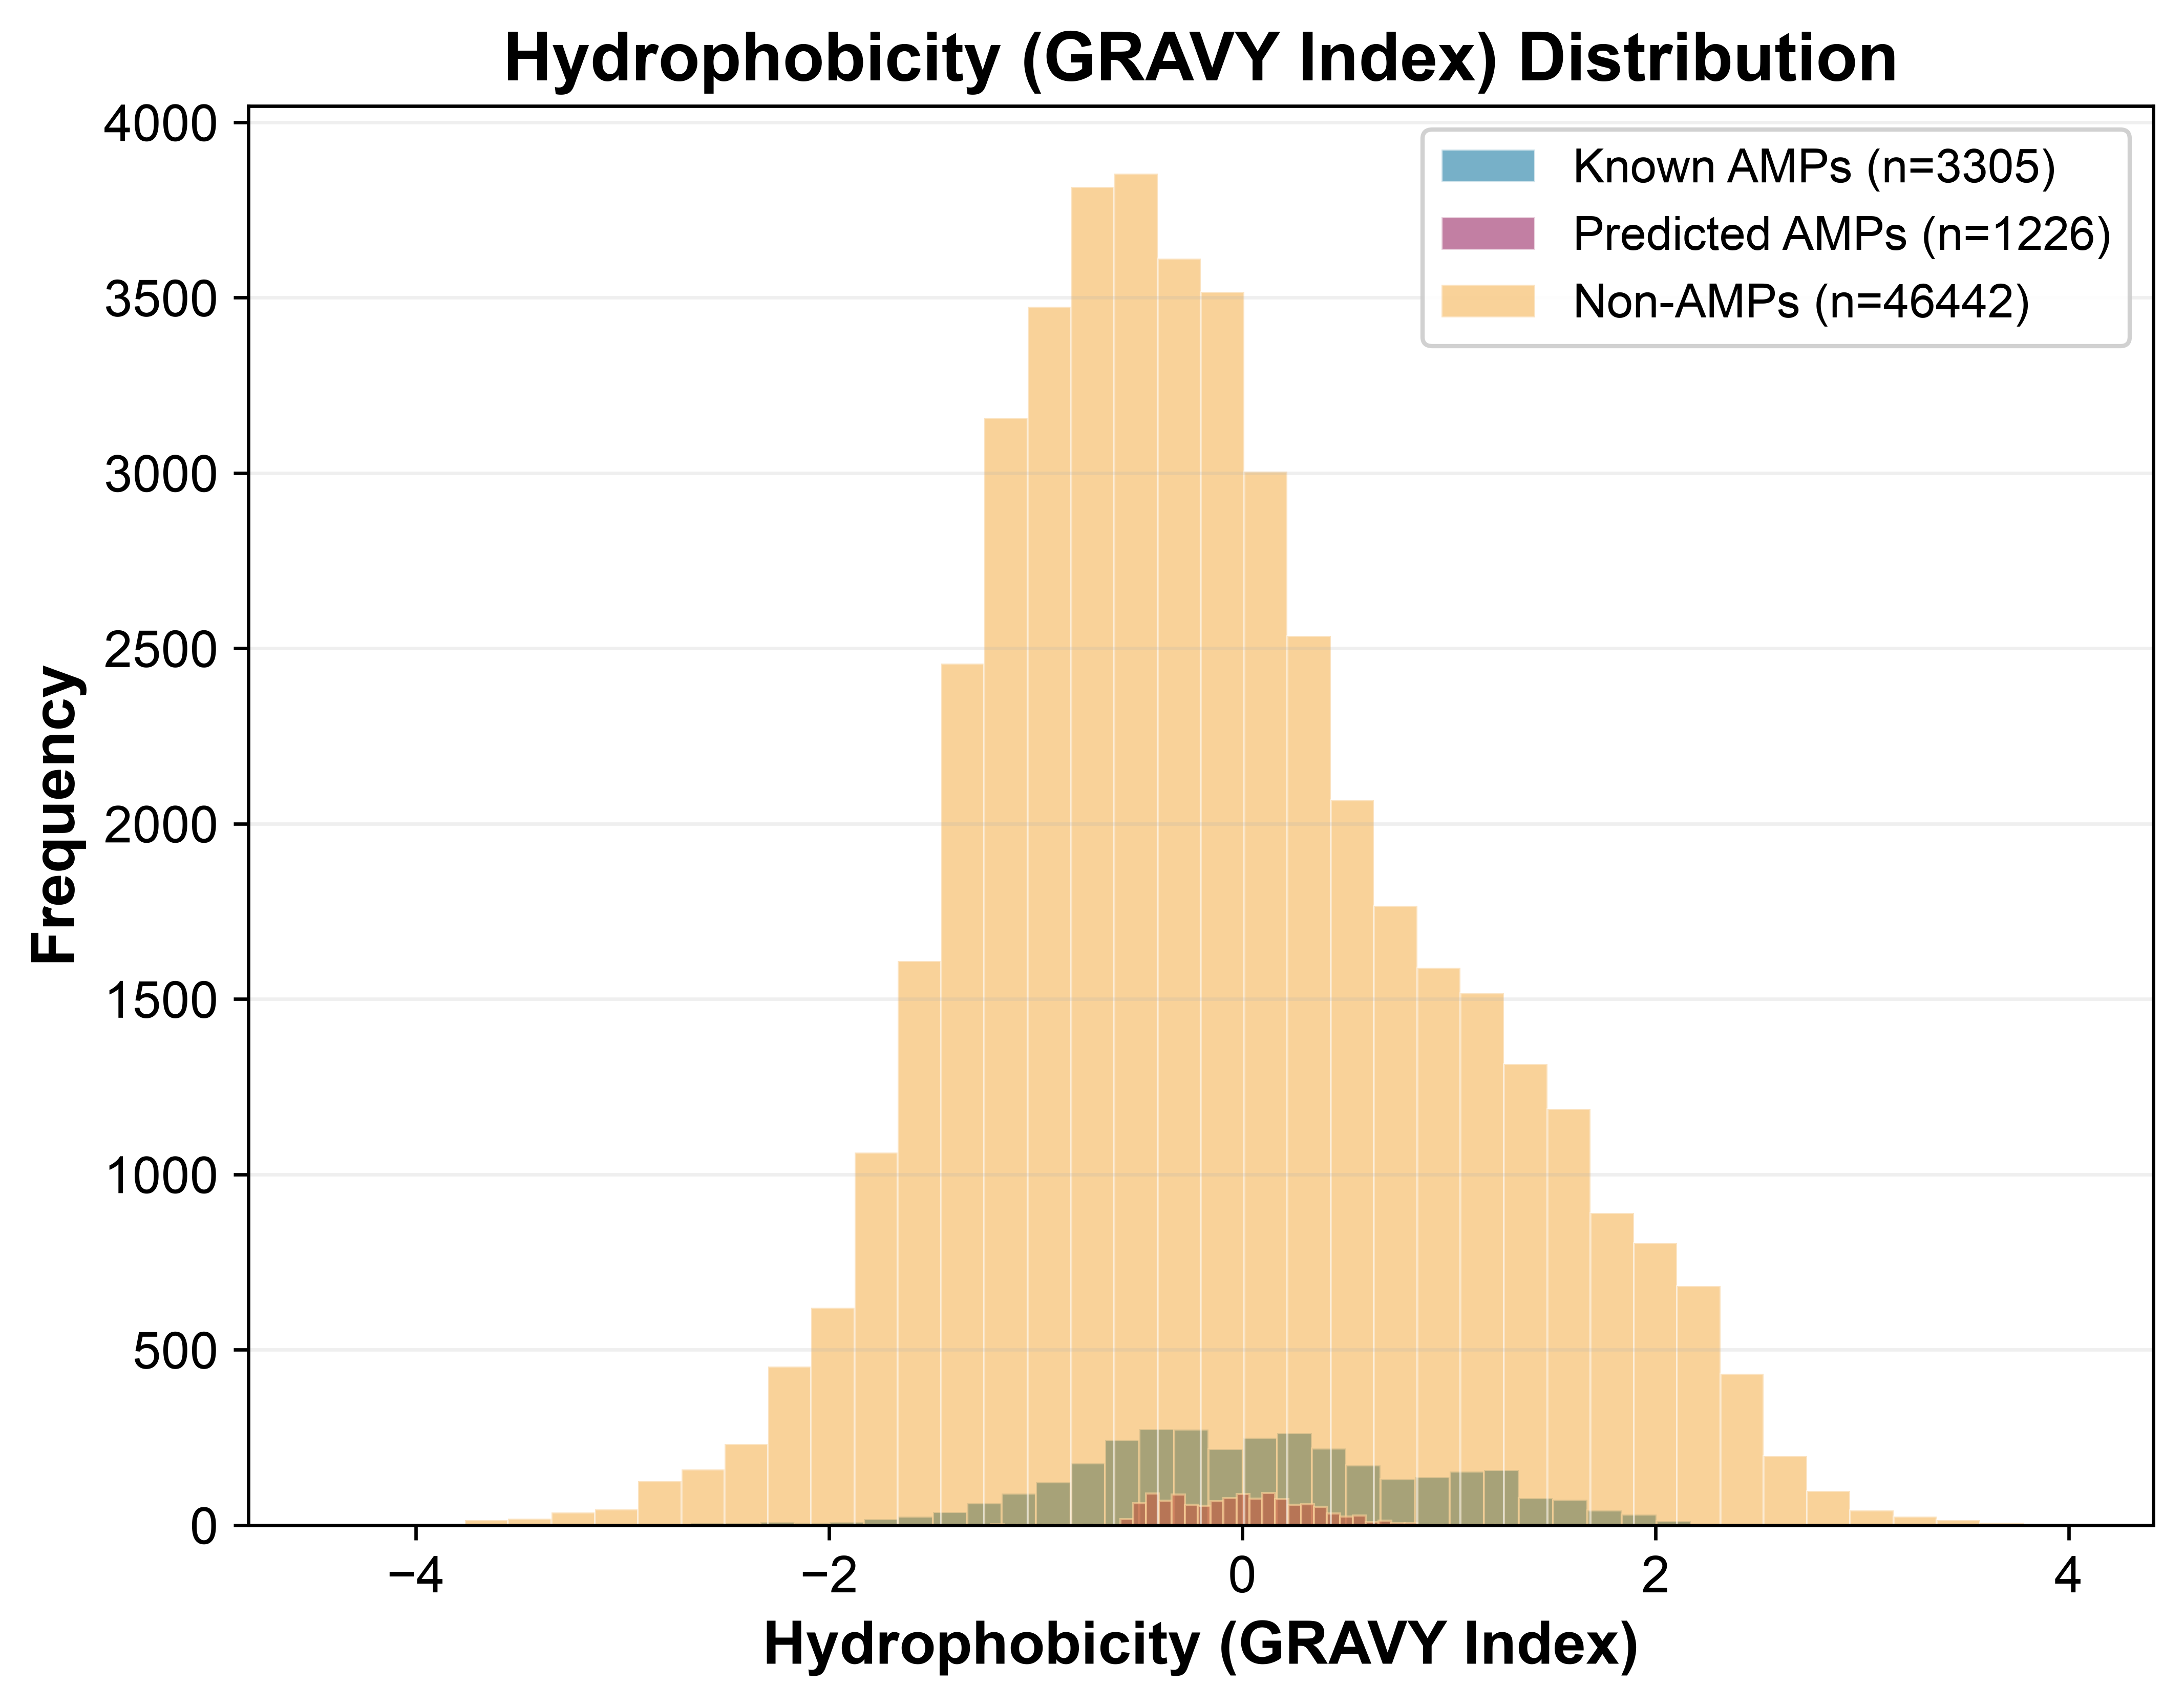 Hydrophobicity (GRAVY Index) Distribution
Known AMPs (n=3305)
Predicted AMPs (n=1226)
Non-AMPs (n=46442)
Frequency
4000
3500
3000
2500
2000
1500
1000
500
0
−4
−2
0
2
4
Hydrophobicity (GRAVY Index)